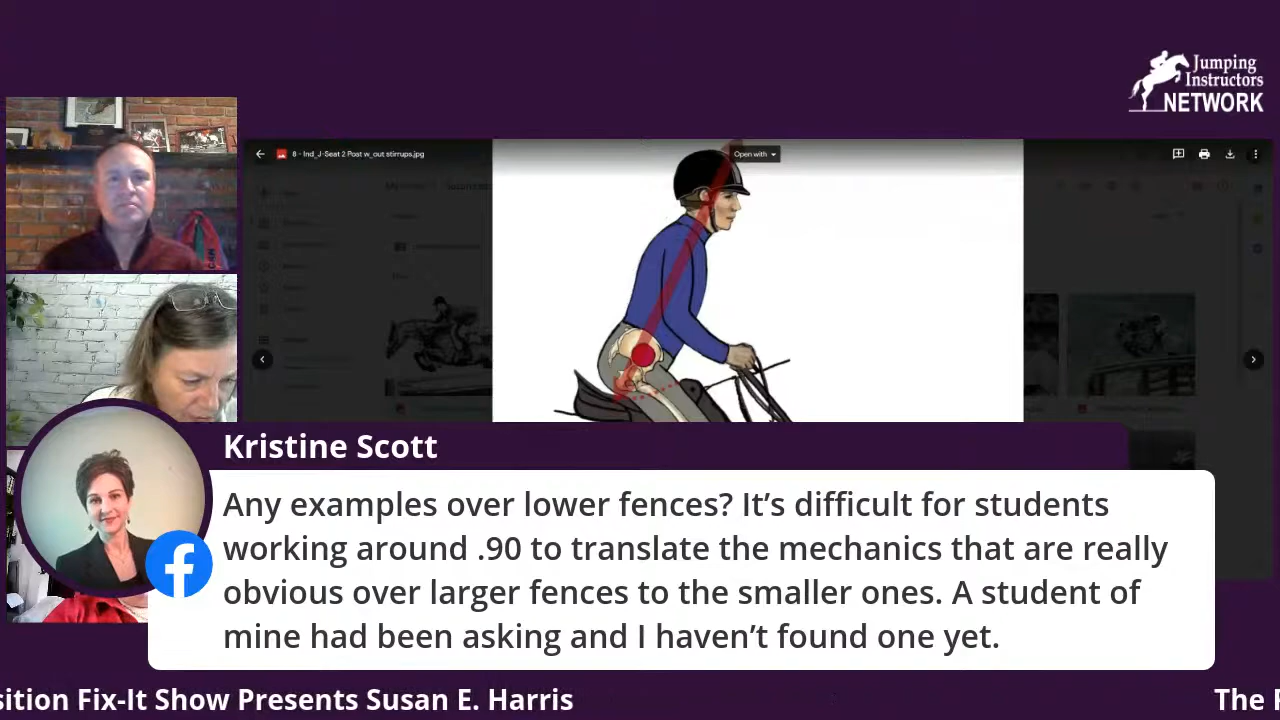 Jumping
Instructors
NETWORK
8 - Ind_J-Seat 2 Post w_out stirrups.jpg
Open with
Kristine Scott
Any examples over lower fences? It’s difficult for students
working around .90 to translate the mechanics that are really
obvious over larger fences to the smaller ones. A student of
mine had been asking and I haven’t found one yet.
sition Fix-It Show Presents Susan E. Harris
The F